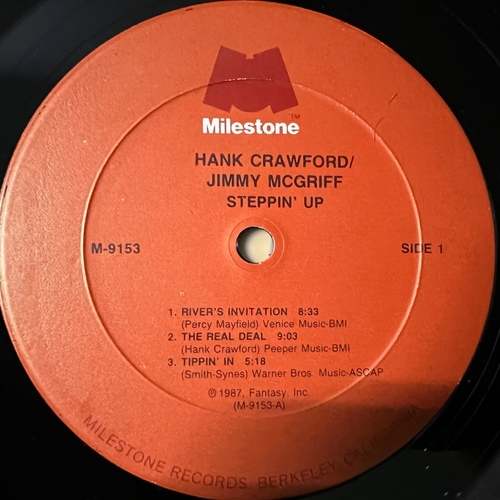 Milestone™
HANK CRAWFORD/
JIMMY MCGRIFF
STEPPIN' UP
M-9153
SIDE 1
1. RIVER'S INVITATION 8:33
(Percy Mayfield) Venice Music-BMI
2. THE REAL DEAL 9:03
(Hank Crawford) Peeper Music-BMI
3. TIPPIN' IN 5:18
(Smith-Synes) Warner Bros. Music-ASCAP
℗ 1987, Fantasy, Inc.
(M-9153-A)
MILESTONE RECORDS BERKELEY